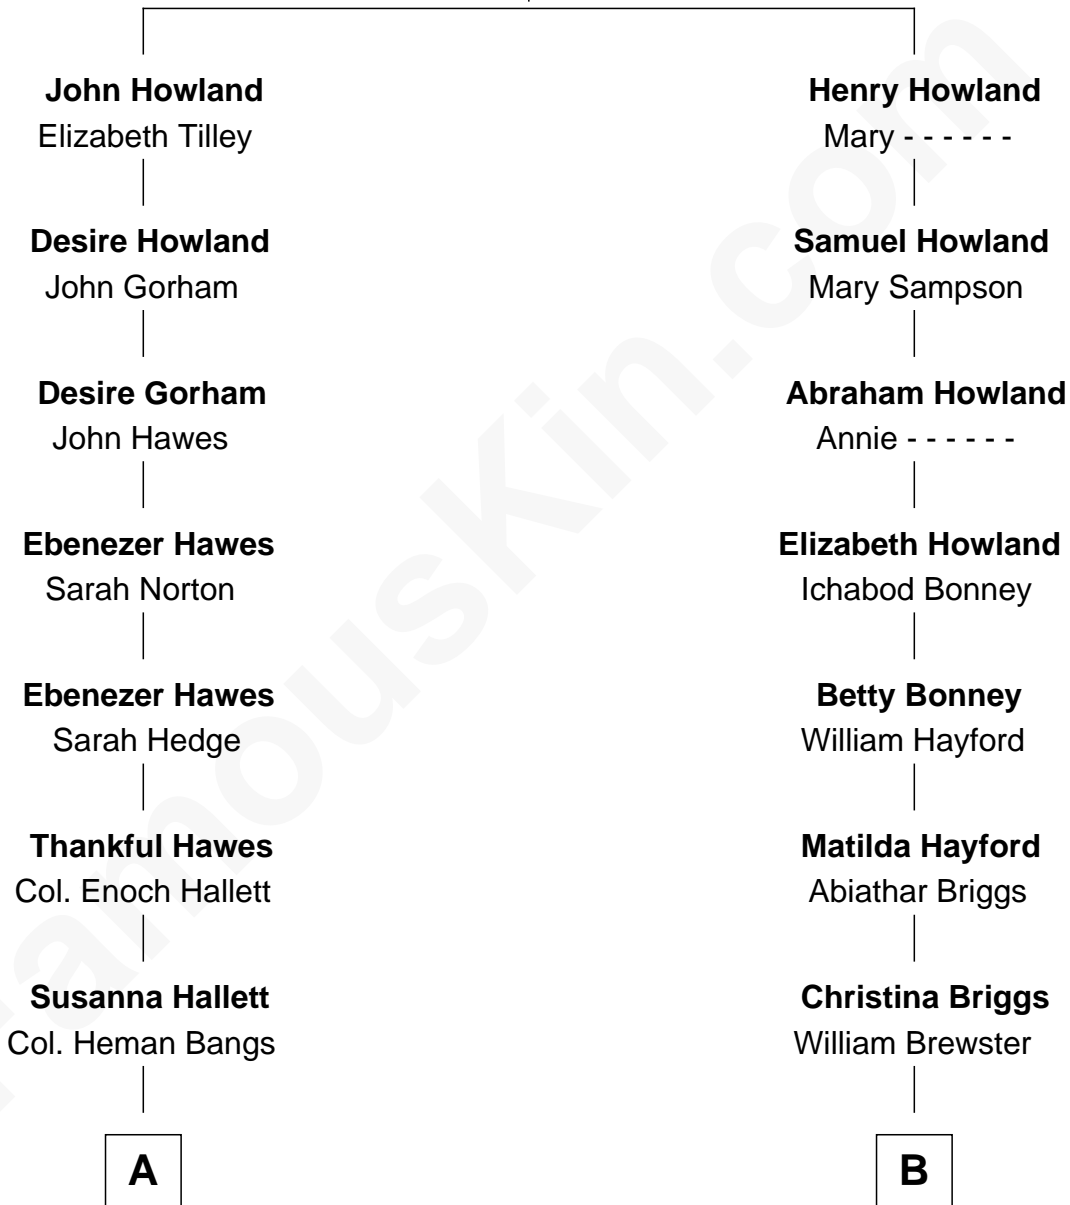 John Howland
Elizabeth Tilley
Henry Howland
Mary - - - - - -
Desire Howland
John Gorham
Samuel Howland
Mary Sampson
Desire Gorham
John Hawes
Abraham Howland
Annie - - - - - -
Ebenezer Hawes
Sarah Norton
Elizabeth Howland
Ichabod Bonney
Ebenezer Hawes
Sarah Hedge
Betty Bonney
William Hayford
Thankful Hawes
Col. Enoch Hallett
Matilda Hayford
Abiathar Briggs
Susanna Hallett
Col. Heman Bangs
Christina Briggs
William Brewster
A
B
FamousKin.com